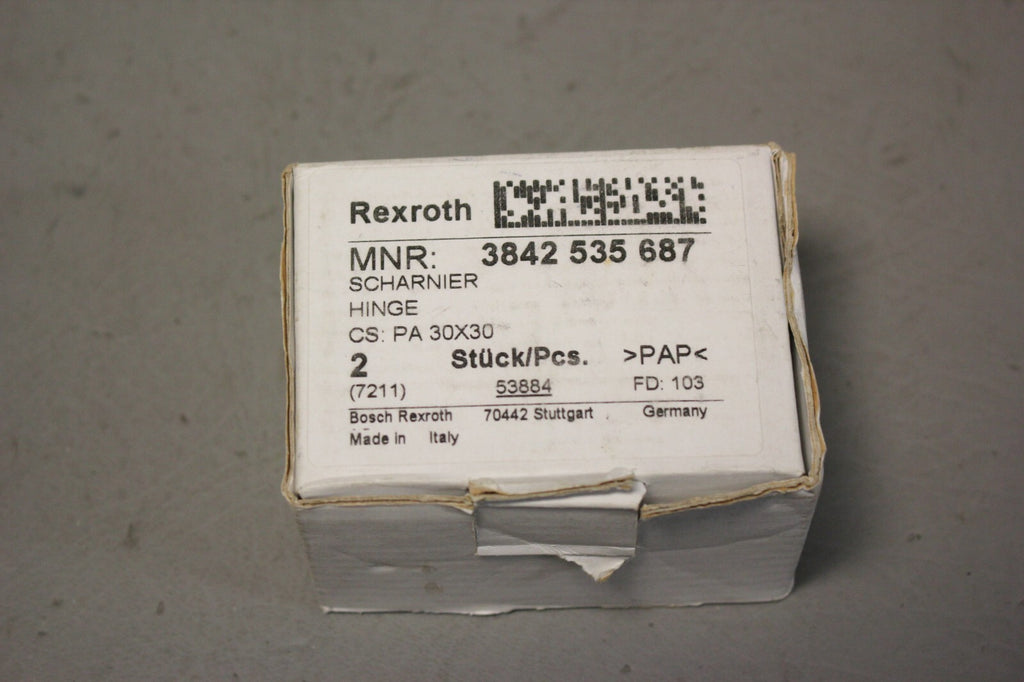 Rexroth
MNR: 3842 535 687
SCHARNIER
HINGE
CS: PA 30X30
2 Stück/Pcs. >PAP<
(7211) 53884 FD: 103
Bosch Rexroth 70442 Stuttgart Germany
Made in Italy